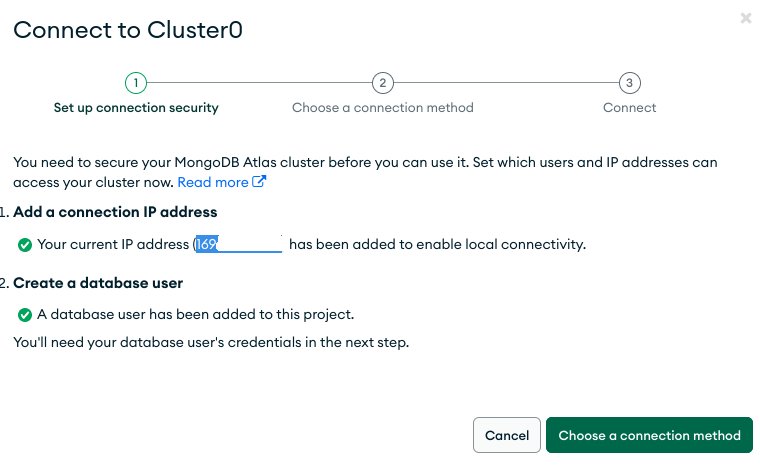 Connect to Cluster0
1 2 3
Set up connection security Choose a connection method Connect
You need to secure your MongoDB Atlas cluster before you can use it. Set which users and IP addresses can
access your cluster now. Read more
1. Add a connection IP address
Your current IP address (169 has been added to enable local connectivity.
2. Create a database user
A database user has been added to this project.
You'll need your database user's credentials in the next step.
Cancel Choose a connection method